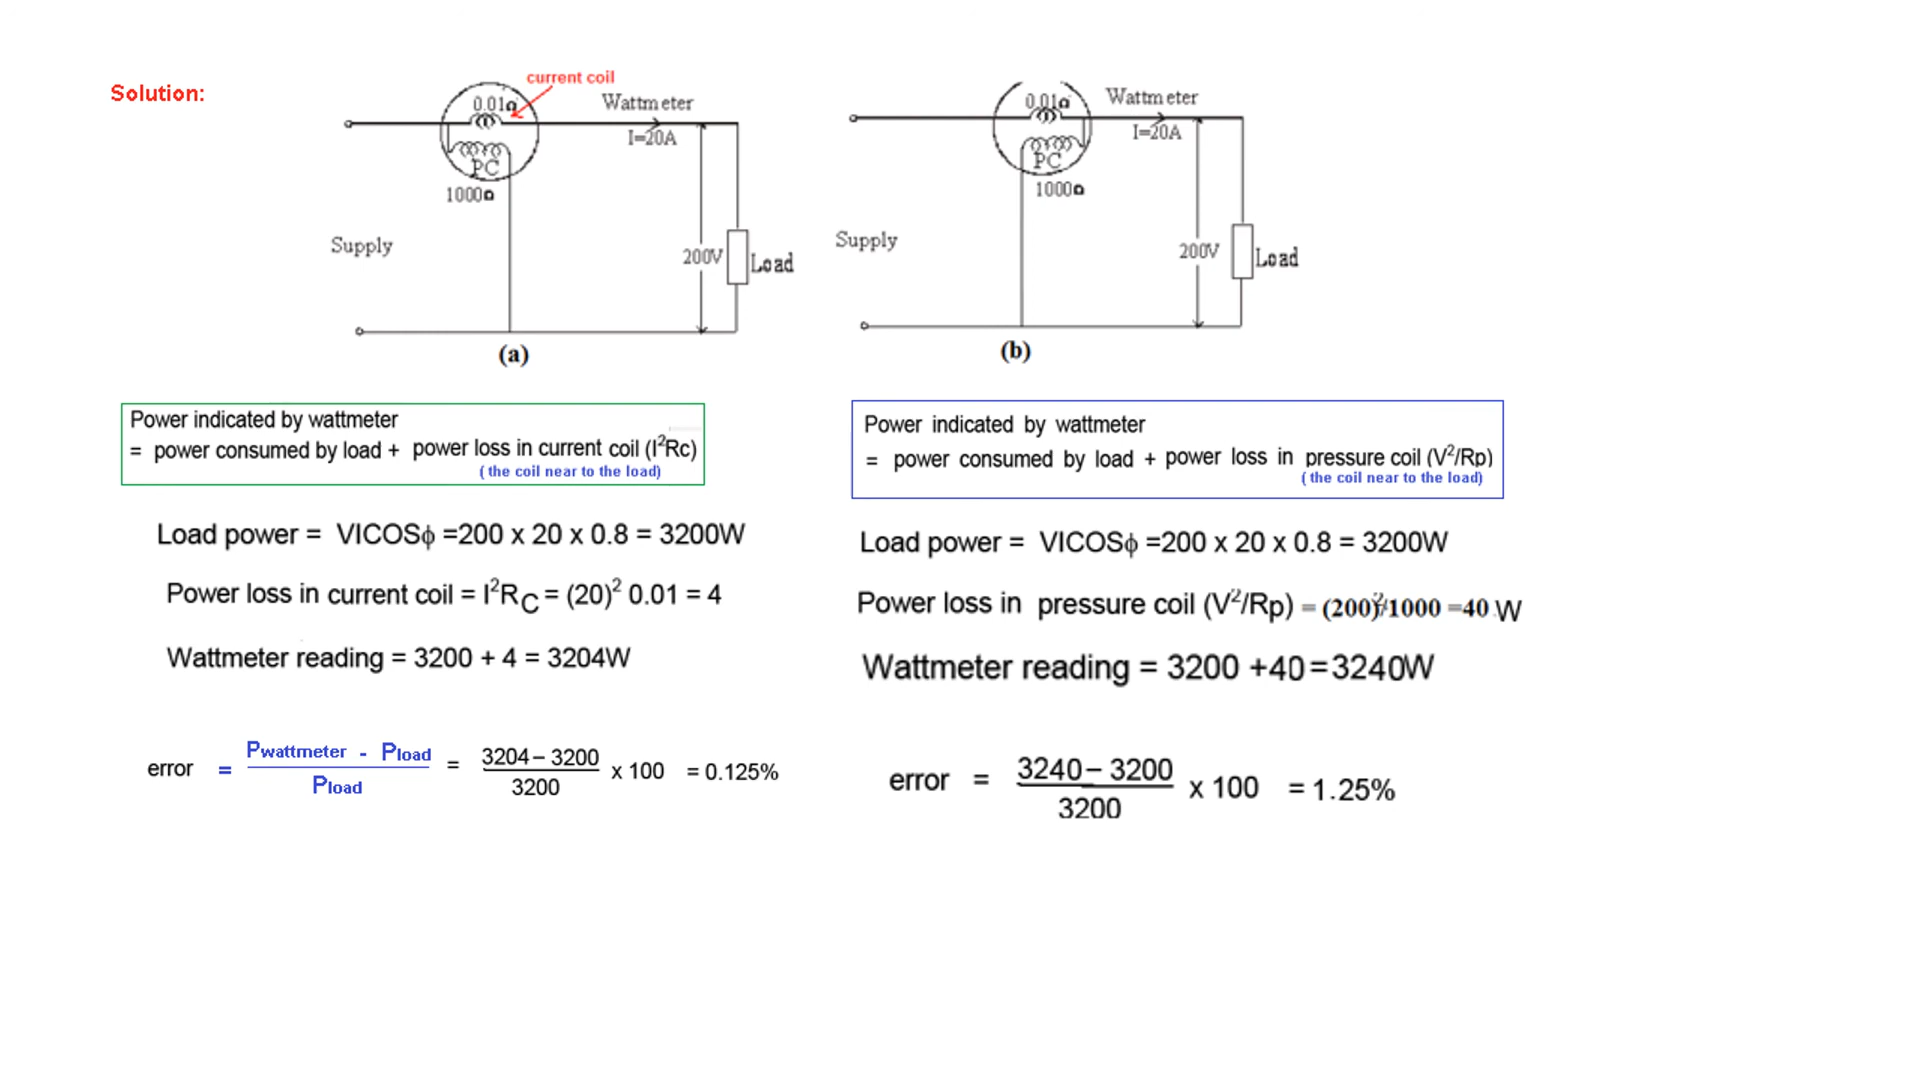 Solution:
current coil
0.01Ω
Wattmeter
I=20A
PC
1000Ω
Supply
200V
Load
(a)
0.01Ω
Wattmeter
I=20A
PC
1000Ω
Supply
200V
Load
(b)
Power indicated by wattmeter
= power consumed by load + power loss in current coil (I²Rc)
( the coil near to the load)
Load power = VICOSϕ =200 x 20 x 0.8 = 3200W
Power loss in current coil = I²RC = (20)² 0.01 = 4
Wattmeter reading = 3200 + 4 = 3204W
error = Pwattmeter - Pload / Pload = 3204 – 3200 / 3200 x 100 = 0.125%
Power indicated by wattmeter
= power consumed by load + power loss in pressure coil (V²/Rp)
( the coil near to the load)
Load power = VICOSϕ =200 x 20 x 0.8 = 3200W
Power loss in pressure coil (V²/Rp) = (200)²/1000 =40 W
Wattmeter reading = 3200 +40=3240W
error = 3240 – 3200 / 3200 x 100 = 1.25%